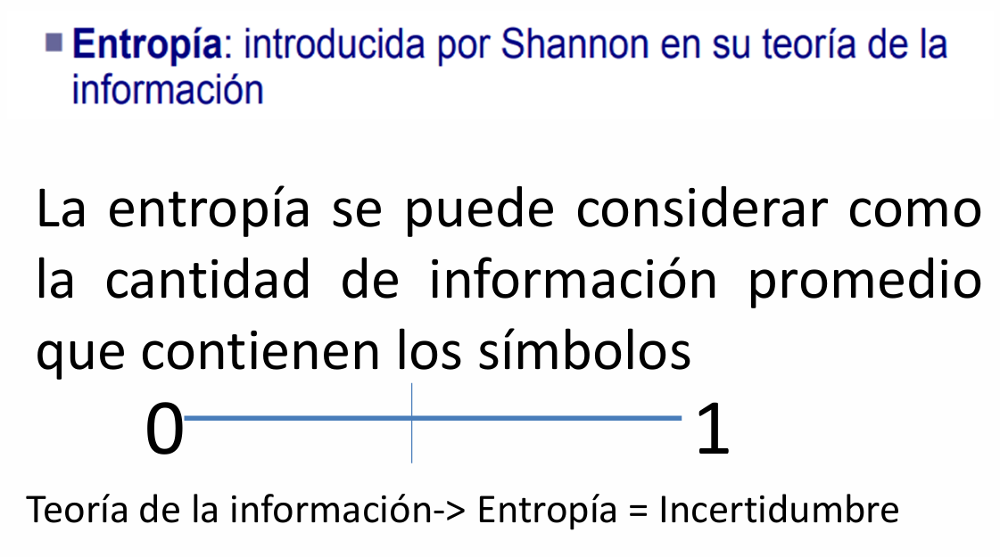 Entropía: introducida por Shannon en su teoría de la
información
La entropía se puede considerar como
la cantidad de información promedio
que contienen los símbolos
0 1
Teoría de la información-> Entropía = Incertidumbre